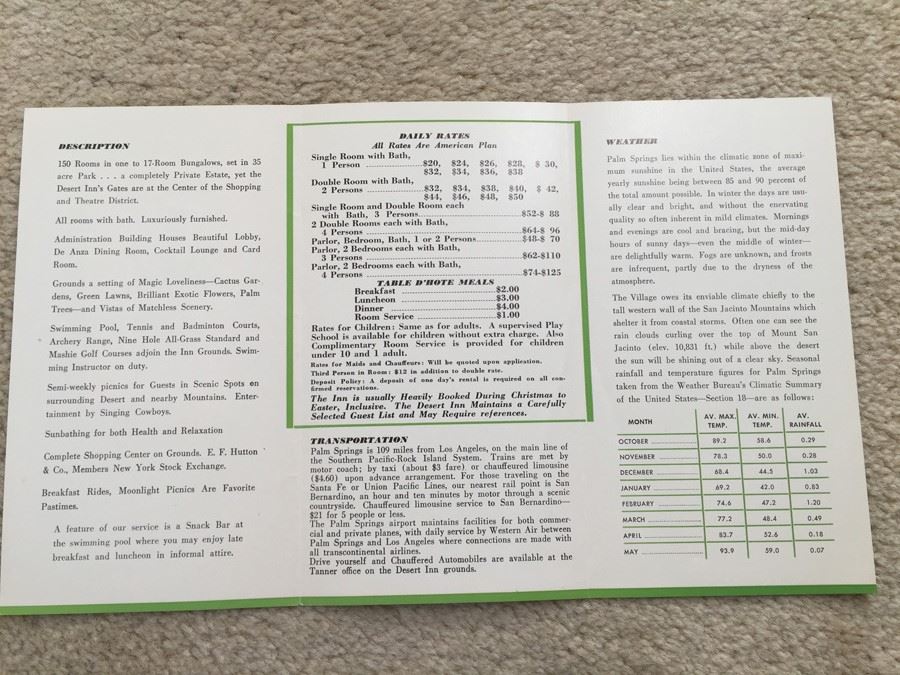 DESCRIPTION
150 Rooms in one to 17-Room Bungalows, set in 35
acre Park . . . a completely Private Estate, yet the
Desert Inn's Gates are at the Center of the Shopping
and Theatre District.
All rooms with bath. Luxuriously furnished.
Administration Building Houses Beautiful Lobby,
De Anza Dining Room, Cocktail Lounge and Card
Room.
Grounds a setting of Magic Loveliness—Cactus Gar-
dens, Green Lawns, Brilliant Exotic Flowers, Palm
Trees—and Vistas of Matchless Scenery.
Swimming Pool, Tennis and Badminton Courts,
Archery Range, Nine Hole All-Grass Standard and
Mashie Golf Courses adjoin the Inn Grounds. Swim-
ming Instructor on duty.
Semi-weekly picnics for Guests in Scenic Spots on
surrounding Desert and nearby Mountains. Enter-
tainment by Singing Cowboys.
Sunbathing for both Health and Relaxation
Complete Shopping Center on Grounds. E. F. Hutton
& Co., Members New York Stock Exchange.
Breakfast Rides, Moonlight Picnics Are Favorite
Pastimes.
A feature of our service is a Snack Bar at
the swimming pool where you may enjoy late
breakfast and luncheon in informal attire.
DAILY RATES
All Rates Are American Plan
Single Room with Bath,
1 Person ..........$20, $24, $26, $28, $ 30,
$32, $34, $36, $38
Double Room with Bath,
2 Persons ..........$32, $34, $38, $40, $ 42,
$44, $46, $48, $50
Single Room and Double Room each
with Bath, 3 Persons..........$52-$ 88
2 Double Rooms each with Bath,
4 Persons ..........$64-$ 96
Parlor, Bedroom, Bath, 1 or 2 Persons..........$48-$ 70
Parlor, 2 Bedrooms each with Bath,
3 Persons ..........$62-$110
Parlor, 2 Bedrooms each with Bath,
4 Persons ..........$74-$125
TABLE D'HOTE MEALS
Breakfast ..........$2.00
Luncheon ..........$3.00
Dinner ..........$4.00
Room Service ..........$1.00
Rates for Children: Same as for adults. A supervised Play
School is available for children without extra charge. Also
Complimentary Room Service is provided for children
under 10 and 1 adult.
Rates for Maids and Chauffeurs: Will be quoted upon application.
Third Person in Room: $12 in addition to double rate.
Deposit Policy: A deposit of one day's rental is required on all con-
firmed reservations.
The Inn is usually Heavily Booked During Christmas to
Easter, Inclusive. The Desert Inn Maintains a Carefully
Selected Guest List and May Require references.
TRANSPORTATION
Palm Springs is 109 miles from Los Angeles, on the main line of
the Southern Pacific-Rock Island System. Trains are met by
motor coach; by taxi (about $3 fare) or chauffeured limousine
($4.60) upon advance arrangement. For those traveling on the
Santa Fe or Union Pacific Lines, our nearest rail point is San
Bernardino, an hour and ten minutes by motor through a scenic
countryside. Chauffeured limousine service to San Bernardino—
$21 for 5 people or less.
The Palm Springs airport maintains facilities for both commer-
cial and private planes, with daily service by Western Air between
Palm Springs and Los Angeles where connections are made with
all transcontinental airlines.
Drive yourself and Chauffered Automobiles are available at the
Tanner office on the Desert Inn grounds.
WEATHER
Palm Springs lies within the climatic zone of maxi-
mum sunshine in the United States, the average
yearly sunshine being between 85 and 90 percent of
the total amount possible. In winter the days are usu-
ally clear and bright, and without the enervating
quality so often inherent in mild climates. Mornings
and evenings are cool and bracing, but the mid-day
hours of sunny days—even the middle of winter—
are delightfully warm. Fogs are unknown, and frosts
are infrequent, partly due to the dryness of the
atmosphere.
The Village owes its enviable climate chiefly to the
tall western wall of the San Jacinto Mountains which
shelter it from coastal storms. Often one can see the
rain clouds curling over the top of Mount San
Jacinto (elev. 10,831 ft.) while above the desert
the sun will be shining out of a clear sky. Seasonal
rainfall and temperature figures for Palm Springs
taken from the Weather Bureau's Climatic Summary
of the United States—Section 18—are as follows:
MONTH AV. MAX. TEMP. AV. MIN. TEMP. AV. RAINFALL
OCTOBER .......... 89.2 58.6 0.29
NOVEMBER .......... 78.3 50.0 0.28
DECEMBER .......... 68.4 44.5 1.03
JANUARY .......... 69.2 42.0 0.83
FEBRUARY .......... 74.6 47.2 1.20
MARCH .......... 77.2 48.4 0.49
APRIL .......... 83.7 52.6 0.18
MAY .......... 93.9 59.0 0.07